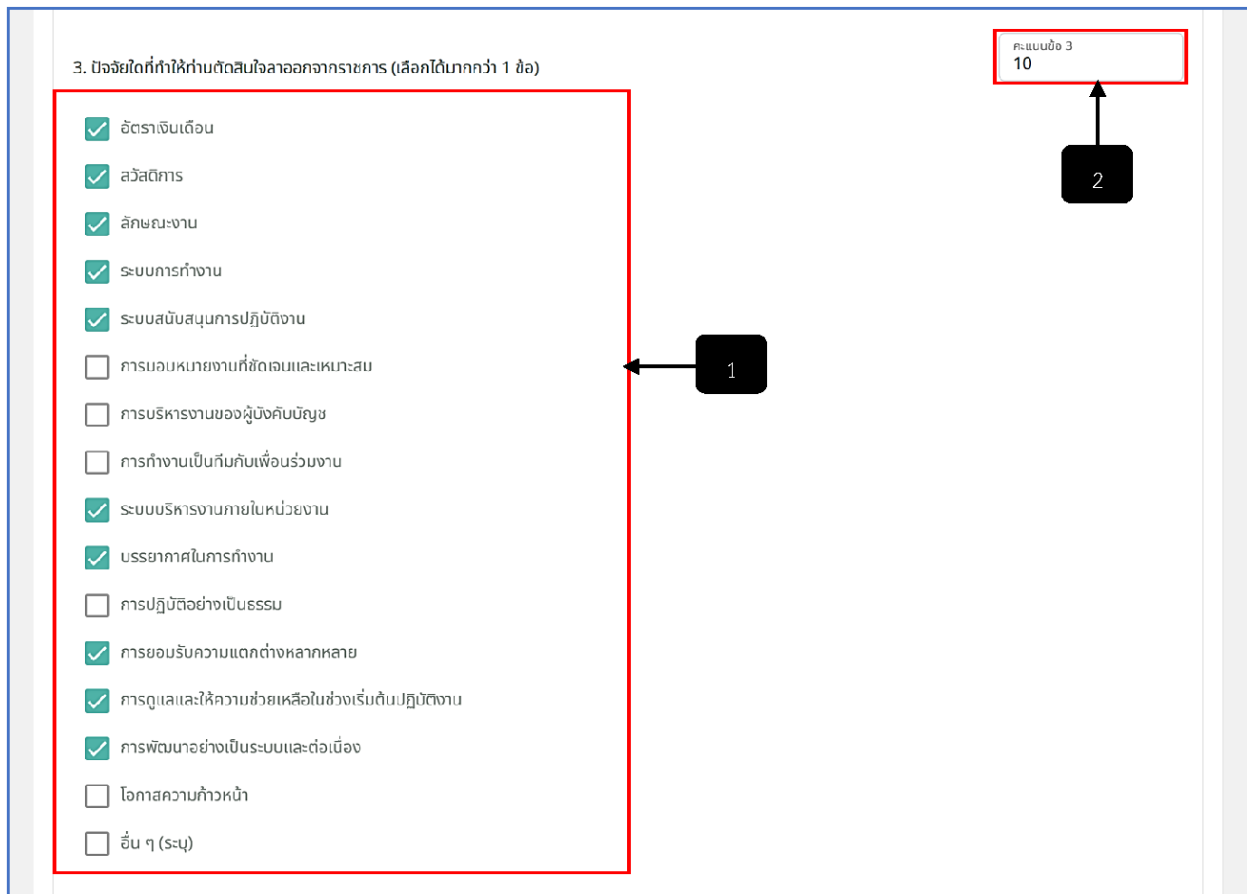 คะแนนข้อ 3
10
3. ปัจจัยใดที่ทำให้ท่านตัดสินใจลาออกจากราชการ (เลือกได้มากกว่า 1 ข้อ)
อัตราเงินเดือน
สวัสดิการ
2
ลักษณะงาน
ระบบการทำงาน
ระบบสนับสนุนการปฏิบัติงาน
การมอบหมายงานที่ชัดเจนและเหมาะสม
1
การบริหารงานของผู้บังคับบัญช
การทำงานเป็นทีมกับเพื่อนร่วมงาน
ระบบบริหารงานภายในหน่วยงาน
บรรยากาศในการทำงาน
การปฏิบัติอย่างเป็นธรรม
การยอมรับความแตกต่างหลากหลาย
การดูแลและให้ความช่วยเหลือในช่วงเริ่มต้นปฏิบัติงาน
การพัฒนาอย่างเป็นระบบและต่อเนื่อง
โอกาสความก้าวหน้า
อื่น ๆ (ระบุ)